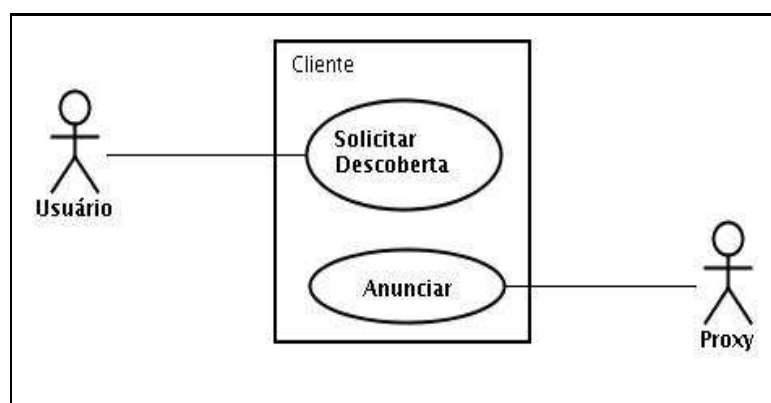 Cliente
Solicitar
Descoberta
Usuário
Anunciar
Proxy